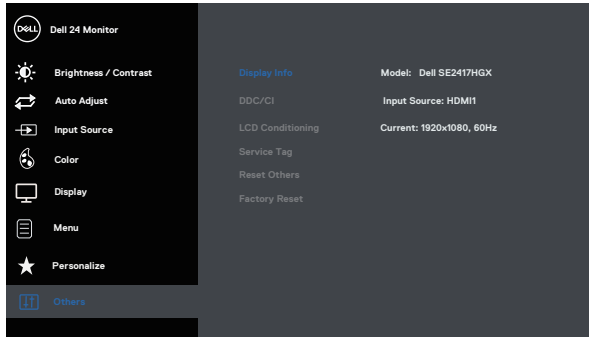 DELL Dell 24 Monitor
Brightness / Contrast
Auto Adjust
Input Source
Color
Display
Menu
Personalize
Others
Display Info
DDC/CI
LCD Conditioning
Service Tag
Reset Others
Factory Reset
Model: Dell SE2417HGX
Input Source: HDMI1
Current: 1920x1080, 60Hz